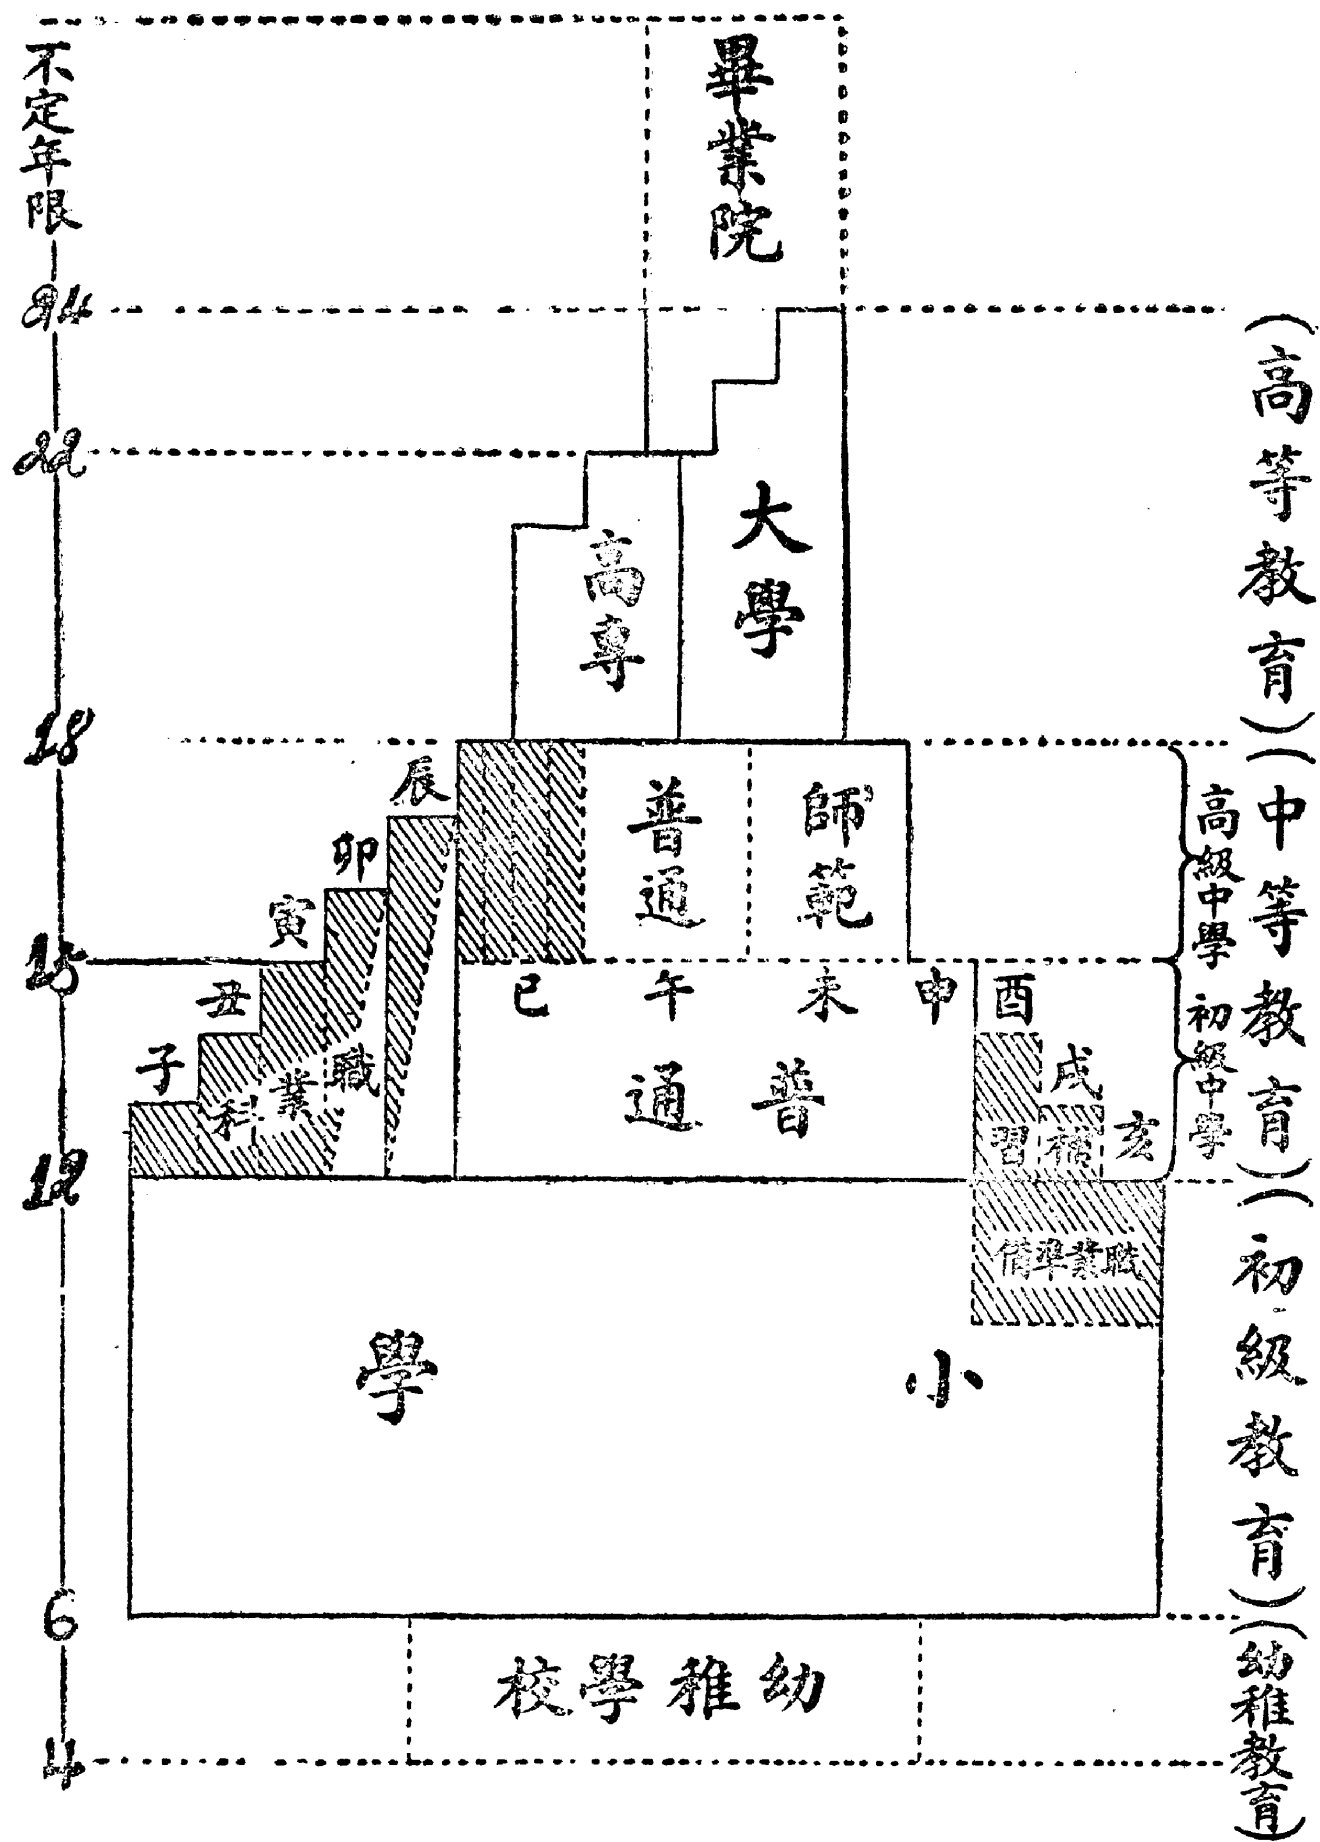 不定年限
24
22
18
15
12
6
4
畢業院
大學
高專
普通
師範
辰
卯
寅
丑
子
巳
午
未
申
酉
戌
亥
普通
職業科
補習
職業準備
小學
幼稚學校
(高等教育)
(中等教育)
高級中學
初級中學
(初級教育)
(幼稚教育)